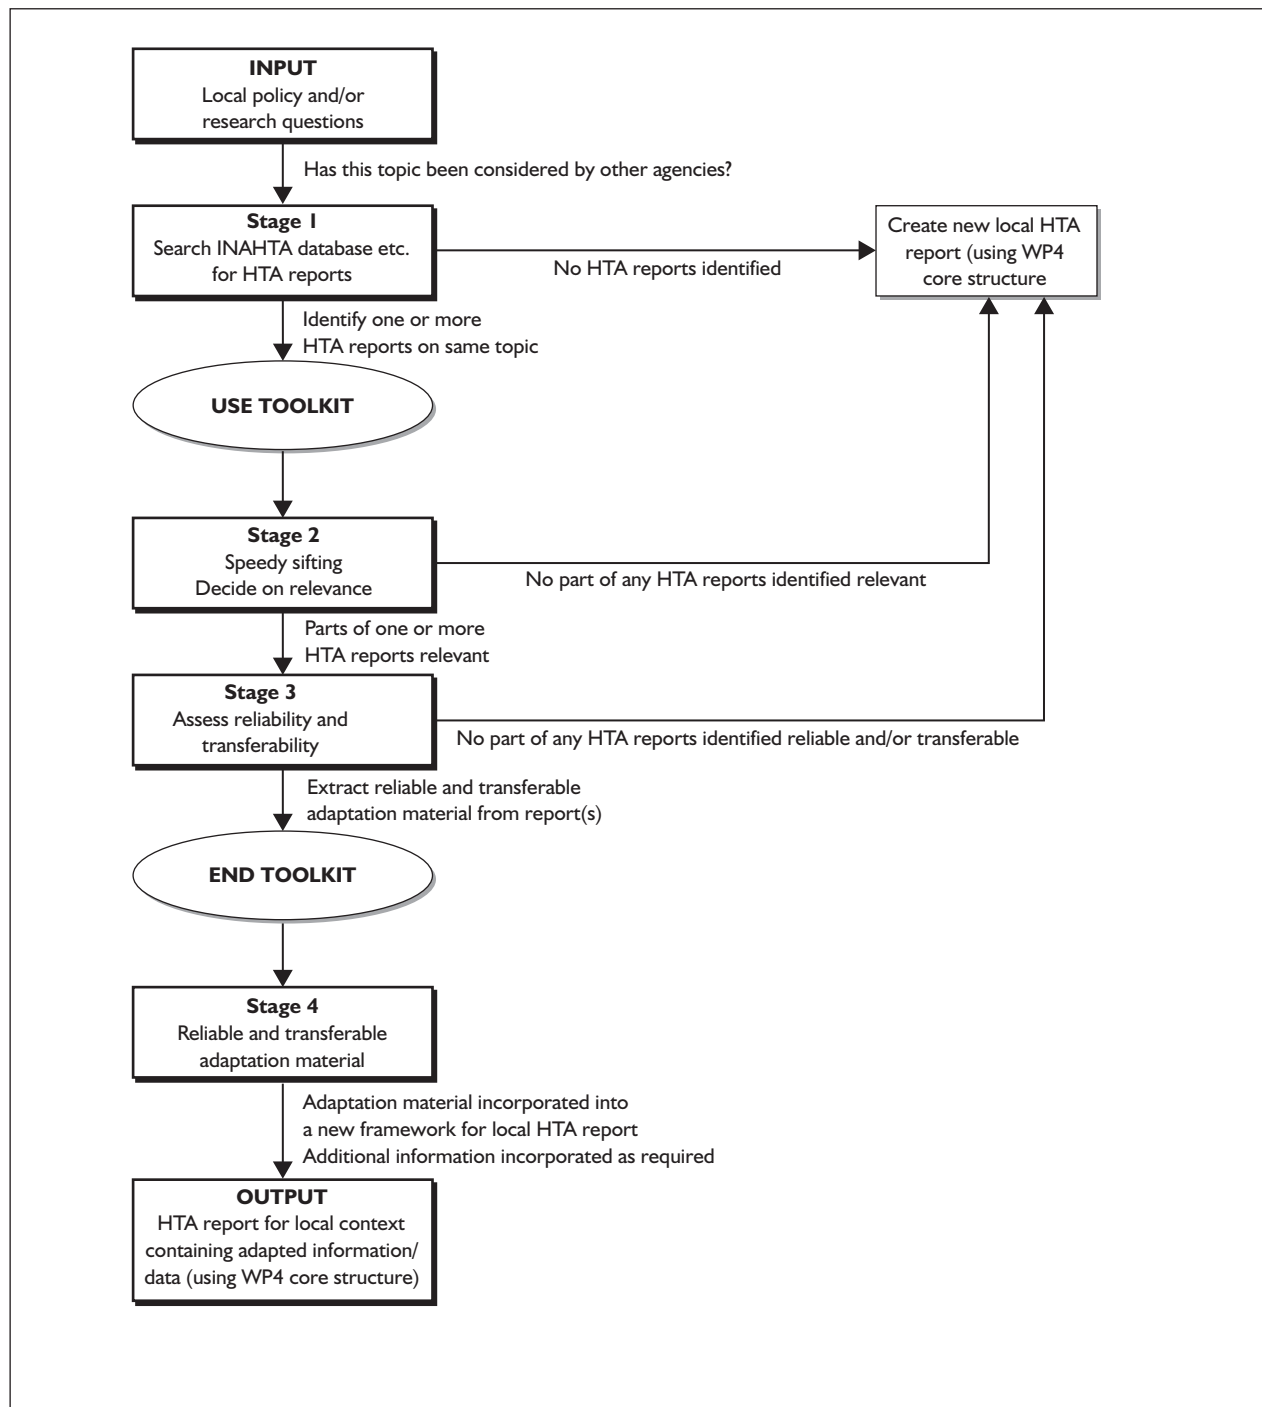 INPUT
Local policy and/or
research questions
Has this topic been considered by other agencies?
Stage 1
Search INAHTA database etc.
for HTA reports
No HTA reports identified
Create new local HTA
report (using WP4
core structure
Identify one or more
HTA reports on same topic
USE TOOLKIT
Stage 2
Speedy sifting
Decide on relevance
No part of any HTA reports identified relevant
Parts of one or more
HTA reports relevant
Stage 3
Assess reliability and
transferability
No part of any HTA reports identified reliable and/or transferable
Extract reliable and transferable
adaptation material from report(s)
END TOOLKIT
Stage 4
Reliable and transferable
adaptation material
Adaptation material incorporated into
a new framework for local HTA report
Additional information incorporated as required
OUTPUT
HTA report for local context
containing adapted information/
data (using WP4 core structure)